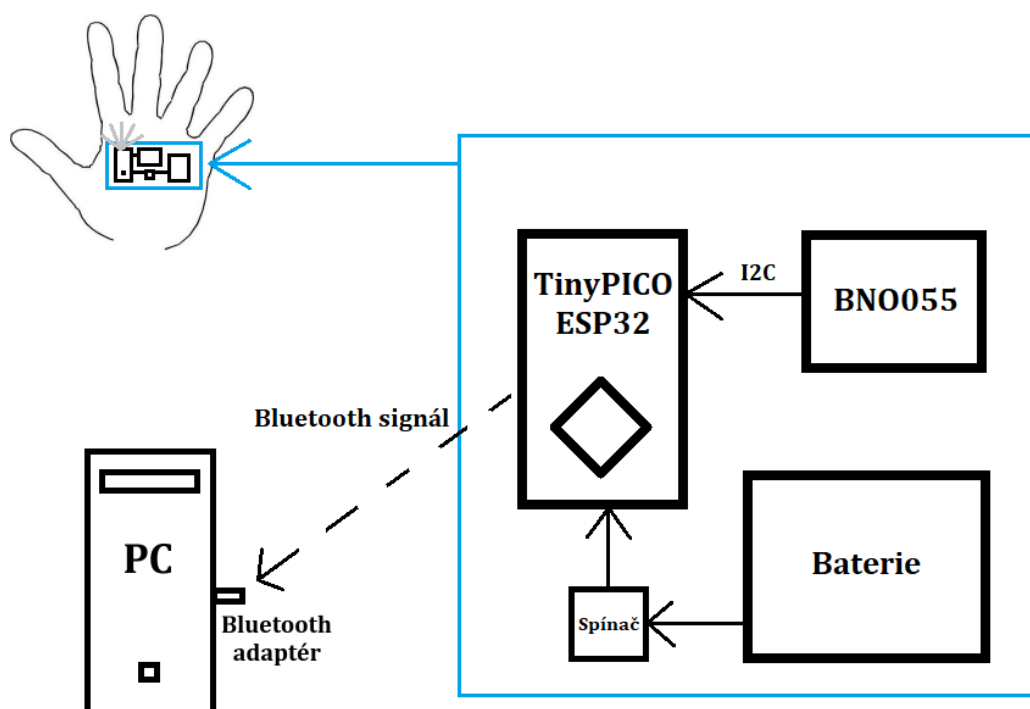 TinyPICO
ESP32
I2C
BNO055
Bluetooth signál
PC
Bluetooth
adaptér
Spínač
Baterie